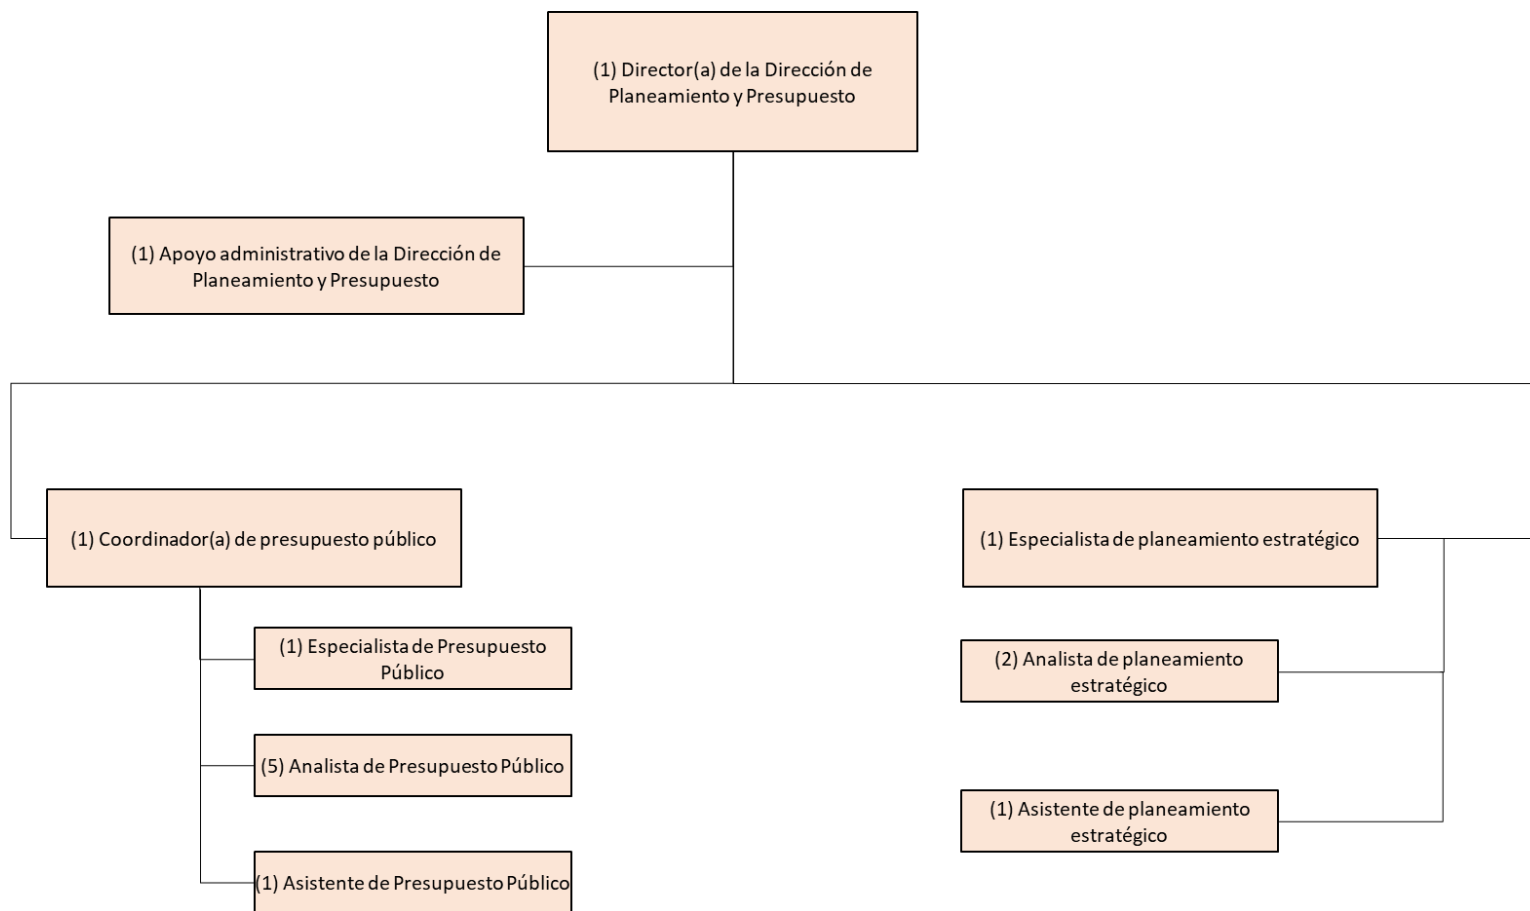 (1) Director(a) de la Dirección de
Planeamiento y Presupuesto
(1) Apoyo administrativo de la Dirección de
Planeamiento y Presupuesto
(1) Coordinador(a) de presupuesto público
(1) Especialista de Presupuesto
Público
(5) Analista de Presupuesto Público
(1) Asistente de Presupuesto Público
(1) Especialista de planeamiento estratégico
(2) Analista de planeamiento
estratégico
(1) Asistente de planeamiento
estratégico